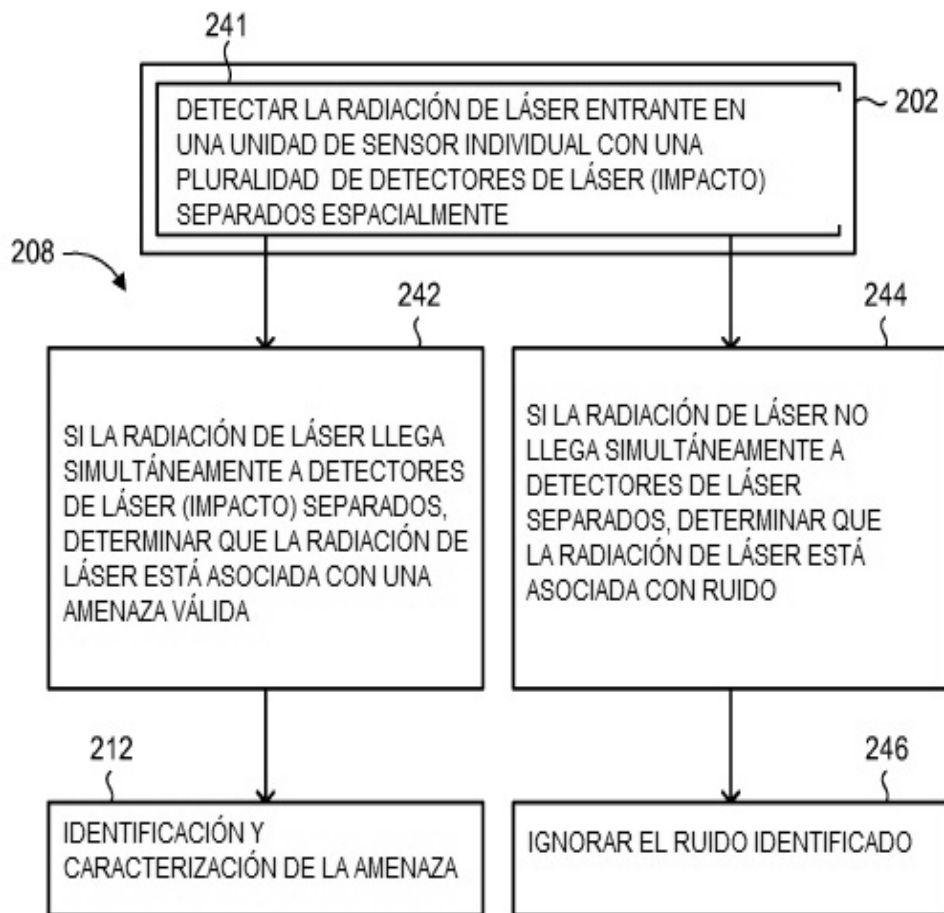 241
202
DETECTAR LA RADIACIÓN DE LÁSER ENTRANTE EN
UNA UNIDAD DE SENSOR INDIVIDUAL CON UNA
PLURALIDAD DE DETECTORES DE LÁSER (IMPACTO)
SEPARADOS ESPACIALMENTE
208
242
SI LA RADIACIÓN DE LÁSER LLEGA
SIMULTÁNEAMENTE A DETECTORES
DE LÁSER (IMPACTO) SEPARADOS,
DETERMINAR QUE LA RADIACIÓN DE
LÁSER ESTÁ ASOCIADA CON UNA
AMENAZA VÁLIDA
244
SI LA RADIACIÓN DE LÁSER NO
LLEGA SIMULTÁNEAMENTE A
DETECTORES DE LÁSER
SEPARADOS, DETERMINAR QUE
LA RADIACIÓN DE LÁSER ESTÁ
ASOCIADA CON RUIDO
212
IDENTIFICACIÓN Y
CARACTERIZACIÓN DE LA AMENAZA
246
IGNORAR EL RUIDO IDENTIFICADO